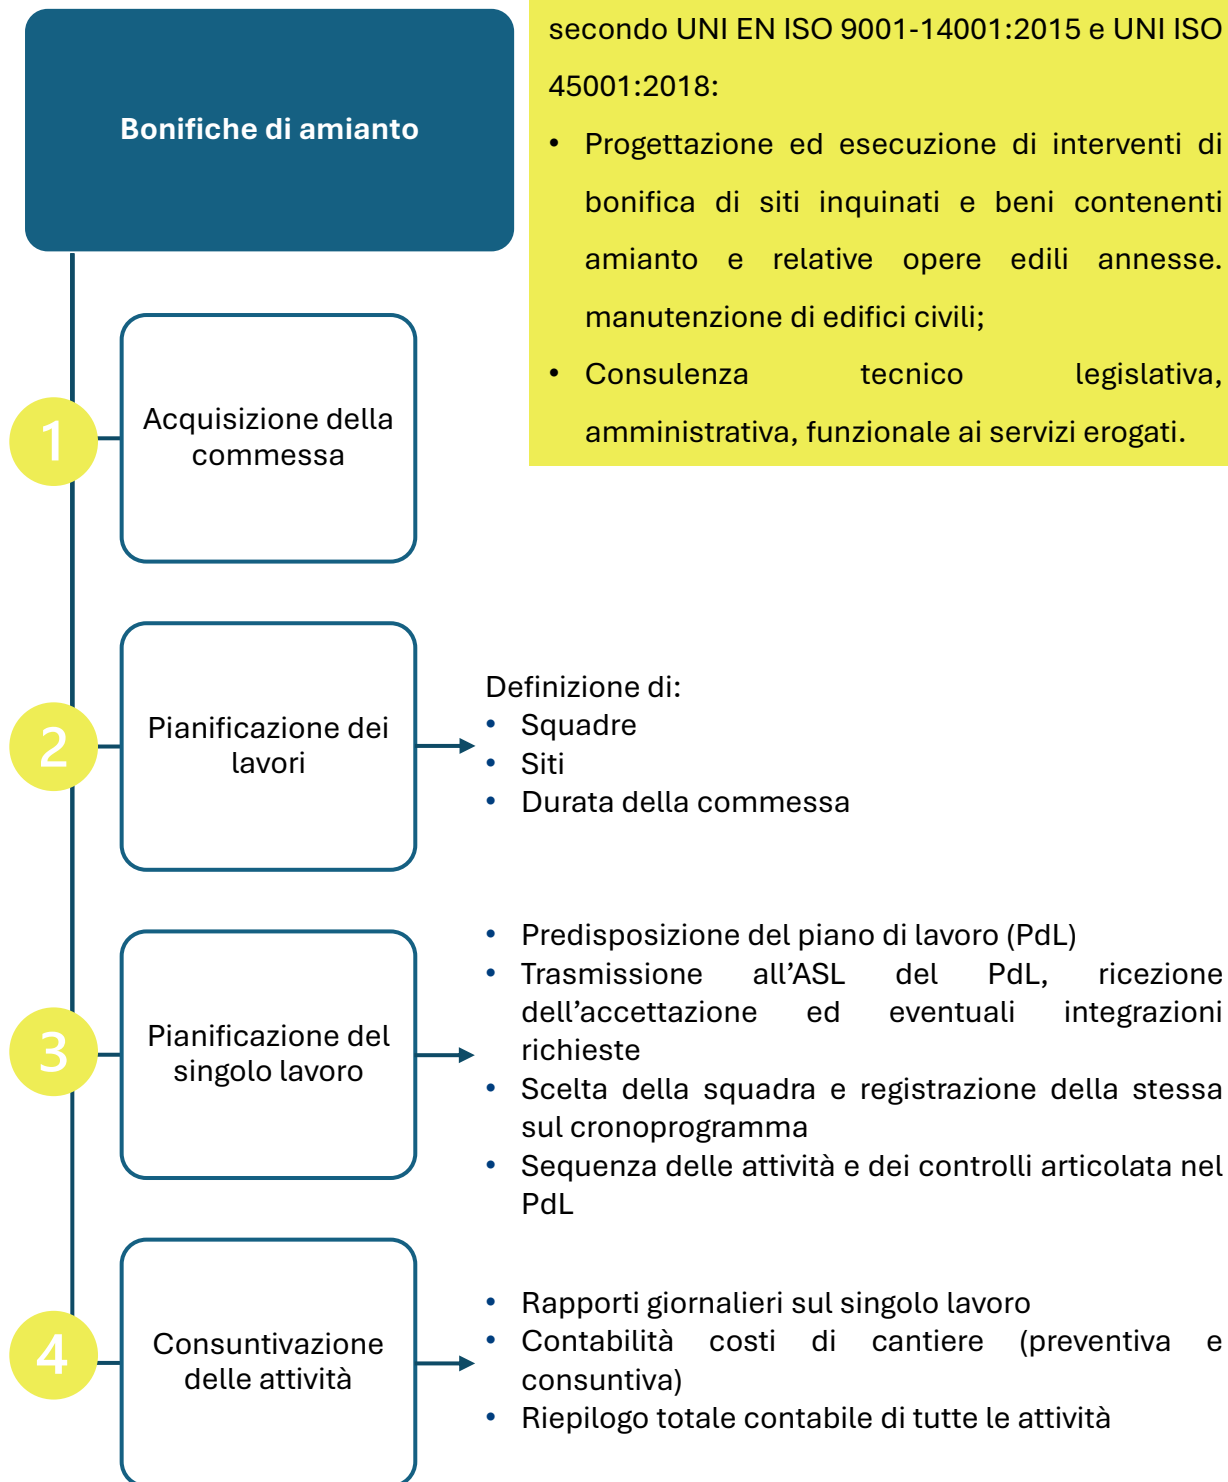 Bonifiche di amianto
secondo UNI EN ISO 9001-14001:2015 e UNI ISO
45001:2018:
• Progettazione ed esecuzione di interventi di
bonifica di siti inquinati e beni contenenti
amianto e relative opere edili annesse.
manutenzione di edifici civili;
• Consulenza tecnico legislativa,
amministrativa, funzionale ai servizi erogati.
1
Acquisizione della
commessa
2
Pianificazione dei
lavori
Definizione di:
• Squadre
• Siti
• Durata della commessa
3
Pianificazione del
singolo lavoro
• Predisposizione del piano di lavoro (PdL)
• Trasmissione all’ASL del PdL, ricezione
dell’accettazione ed eventuali integrazioni
richieste
• Scelta della squadra e registrazione della stessa
sul cronoprogramma
• Sequenza delle attività e dei controlli articolata nel
PdL
4
Consuntivazione
delle attività
• Rapporti giornalieri sul singolo lavoro
• Contabilità costi di cantiere (preventiva e
consuntiva)
• Riepilogo totale contabile di tutte le attività